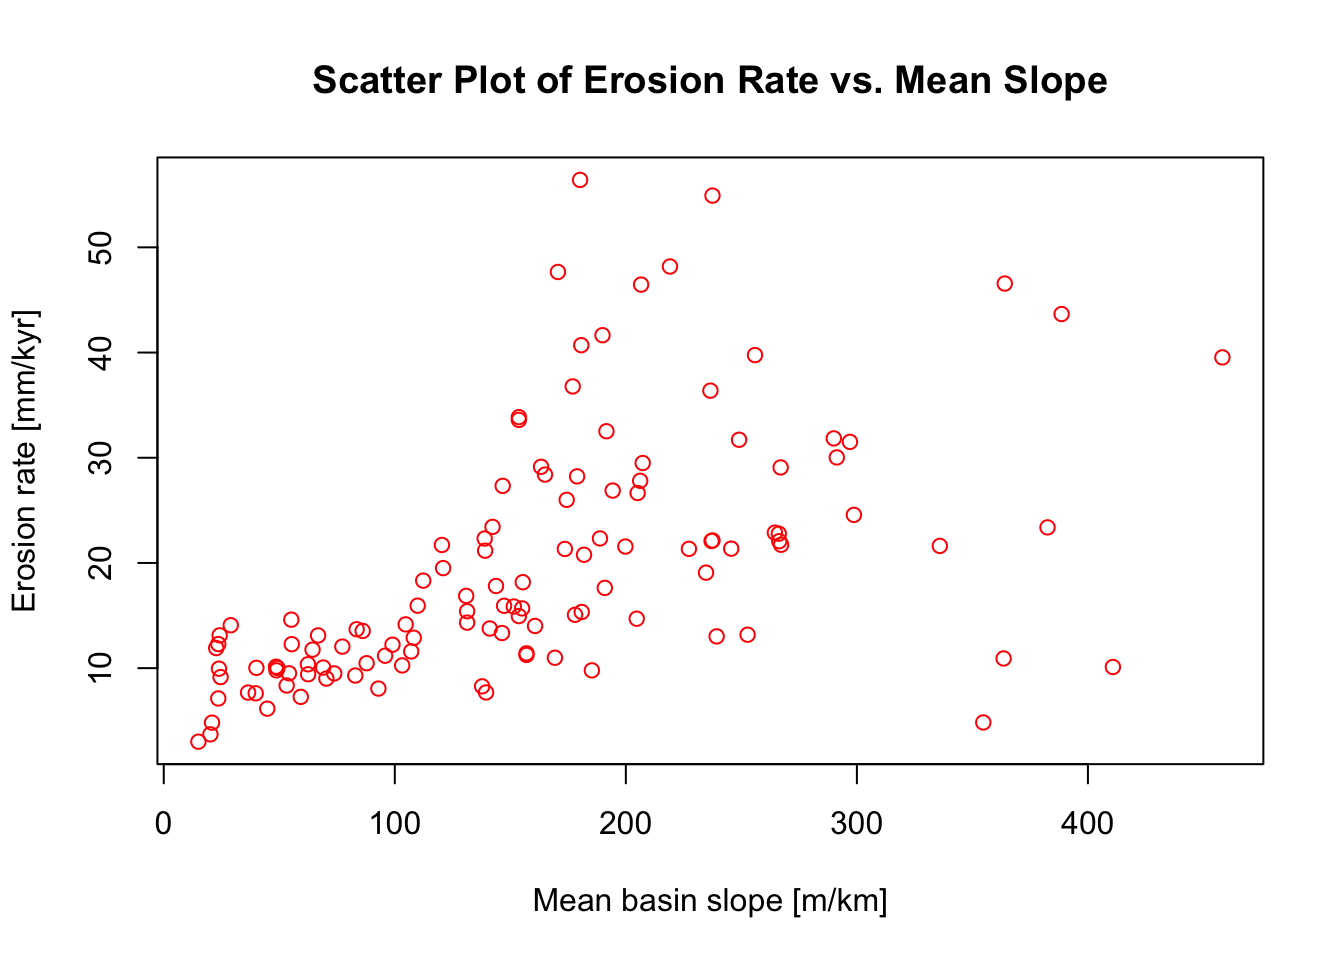 Scatter Plot of Erosion Rate vs. Mean Slope
Erosion rate [mm/kyr]
50
40
30
20
10
0 100 200 300 400
Mean basin slope [m/km]